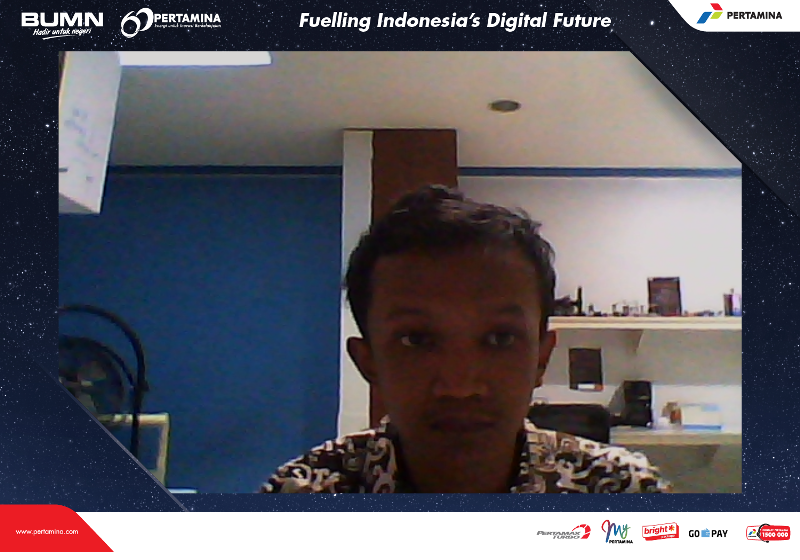 BUMN
Hadir untuk negeri
60 PERTAMINA
Fuelling Indonesia's Digital Future
PERTAMINA
www.pertamina.com
PERTAMAX
TURBO
my
PERTAMINA
bright
GO PAY
1500 000